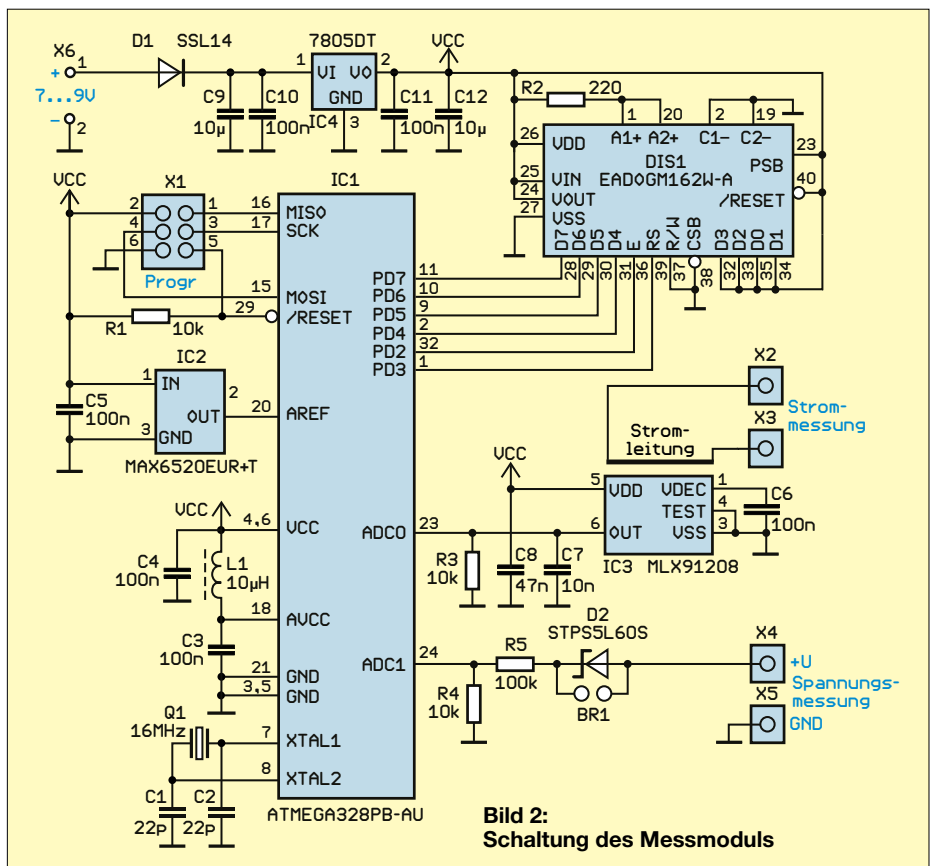 X6
+
1
7...9V
−
2
D1
SSL14
C9
10µ
C10
100n
7805DT
1
2
VI
VO
GND
IC4
3
C11
100n
VCC
C12
10µ
R2
220
1
20
2
19
A1+
A2+
C1−
C2−
26
VDD
DIS1
EADOGM162W-A
PSB
23
25
VIN
24
VOUT
/RESET
40
27
VSS
D7
D6
D5
D4
E
RS
R/W
CSB
D3
D2
D0
D1
28
29
30
31
36
39
37
38
32
33
35
34
VCC
X1
2
1
4
3
6
5
Progr
R1
10k
IC1
16
MISO
17
SCK
15
MOSI
29
/RESET
PD7
11
PD6
10
PD5
9
PD4
2
PD2
32
PD3
1
IC2
1
IN
2
OUT
3
GND
C5
100n
MAX6520EUR+T
20
AREF
X2
X3
Strom-
messung
Strom-
leitung
VCC
4,6
VCC
C4
100n
L1
10µH
18
AVCC
C3
100n
21
GND
3,5
GND
ADC0
23
R3
10k
VCC
C8
47n
C7
10n
5
VDD
VDEC
1
TEST
4
6
OUT
VSS
3
IC3
MLX91208
C6
100n
ADC1
24
R4
10k
R5
100k
D2
STPS5L60S
BR1
X4
+U
Spannungs-
messung
X5
GND
Q1
16MHz
7
XTAL1
8
XTAL2
C1
22p
C2
22p
ATMEGA328PB-AU
Bild 2:
Schaltung des Messmoduls